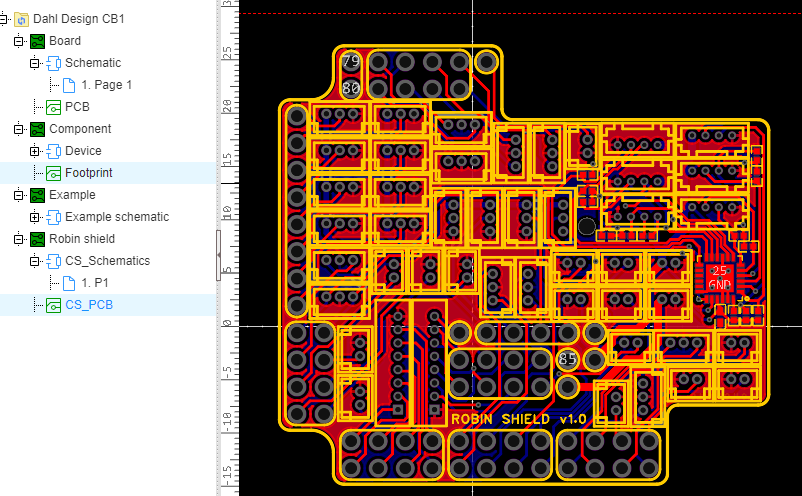 Dahl Design CB1
Board
Schematic
1. Page 1
PCB
Component
Device
Footprint
Example
Example schematic
Robin shield
CS_Schematics
1. P1
CS_PCB
25
20
15
10
5
0
-5
-10
-15
79
80
25
GND
85
ROBIN SHIELD v1.0